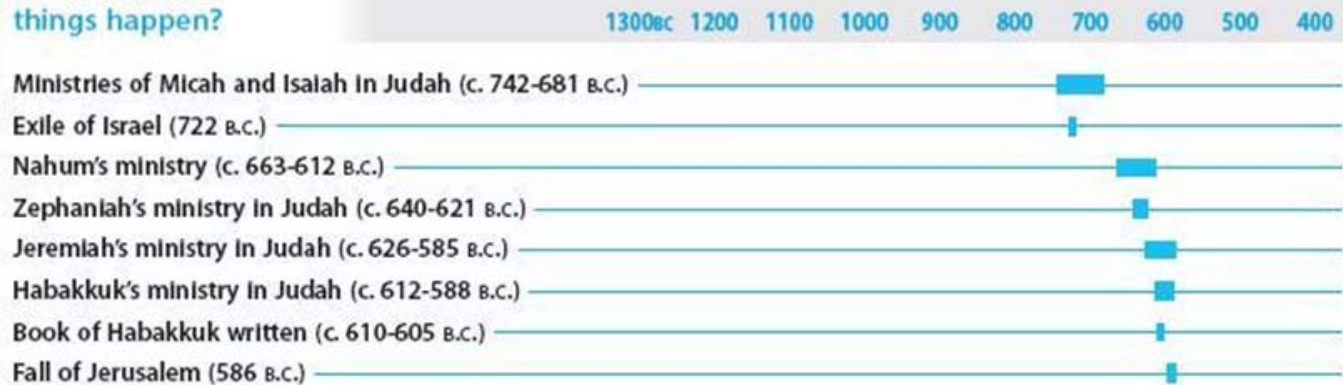 things happen? 1300BC 1200 1100 1000 900 800 700 600 500 400
Ministries of Micah and Isaiah in Judah (c. 742-681 B.C.)
Exile of Israel (722 B.C.)
Nahum's ministry (c. 663-612 B.C.)
Zephaniah's ministry in Judah (c. 640-621 B.C.)
Jeremiah's ministry in Judah (c. 626-585 B.C.)
Habakkuk's ministry in Judah (c. 612-588 B.C.)
Book of Habakkuk written (c. 610-605 B.C.)
Fall of Jerusalem (586 B.C.)